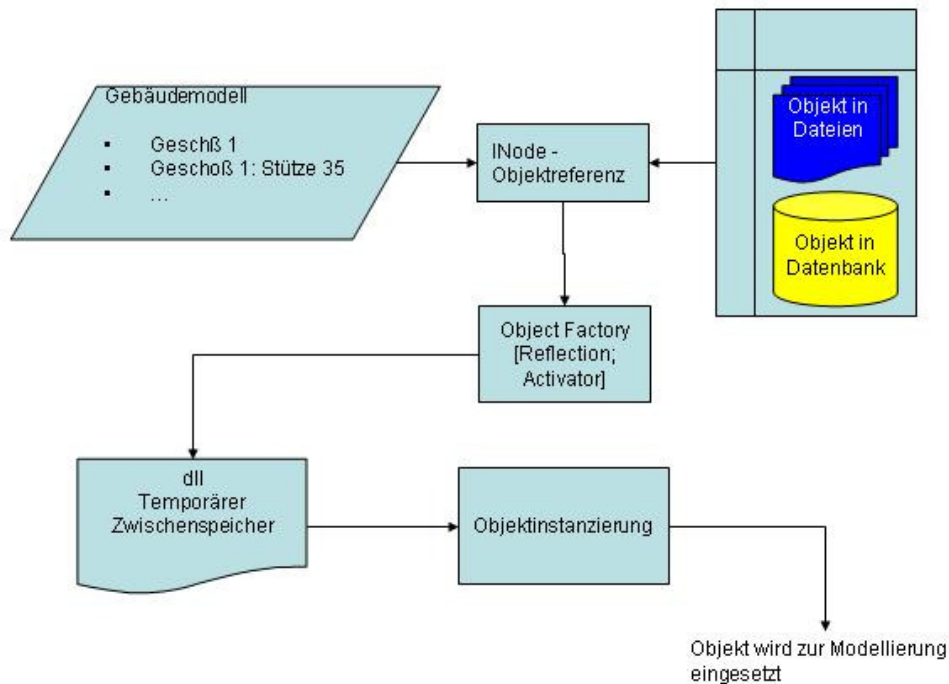 Gebäudemodell
▪ Geschß 1
▪ Geschoß 1: Stütze 35
▪ ...
INode -
Objektreferenz
Objekt in
Dateien
Objekt in
Datenbank
Object Factory
[Reflection;
Activator]
dll
Temporärer
Zwischenspeicher
Objektinstanzierung
Objekt wird zur Modellierung
eingesetzt